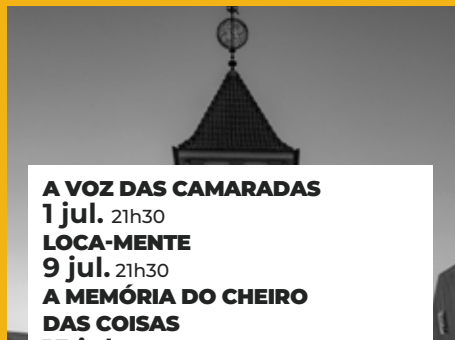 A VOZ DAS CAMARADAS
1 jul. 21h30
LOCA-MENTE
9 jul. 21h30
A MEMÓRIA DO CHEIRO
DAS COISAS